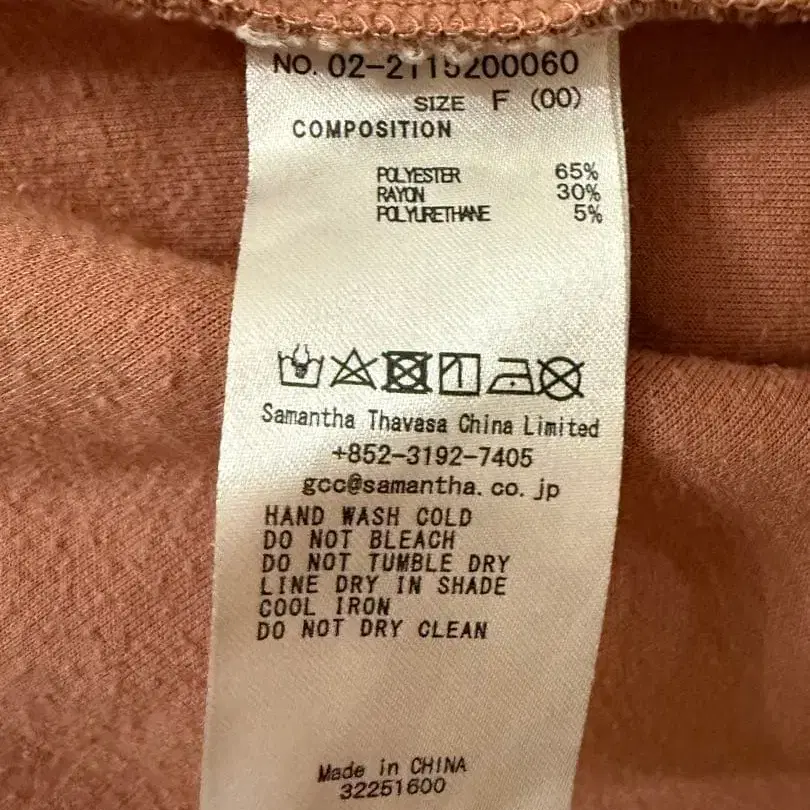 NO. 02-2115200060
SIZE F (00)
COMPOSITION
POLYESTER 65%
RAYON 30%
POLYURETHANE 5%
Samantha Thavasa China Limited
+852-3192-7405
gcc@samantha.co.jp
HAND WASH COLD
DO NOT BLEACH
DO NOT TUMBLE DRY
LINE DRY IN SHADE
COOL IRON
DO NOT DRY CLEAN
Made in CHINA
32251600